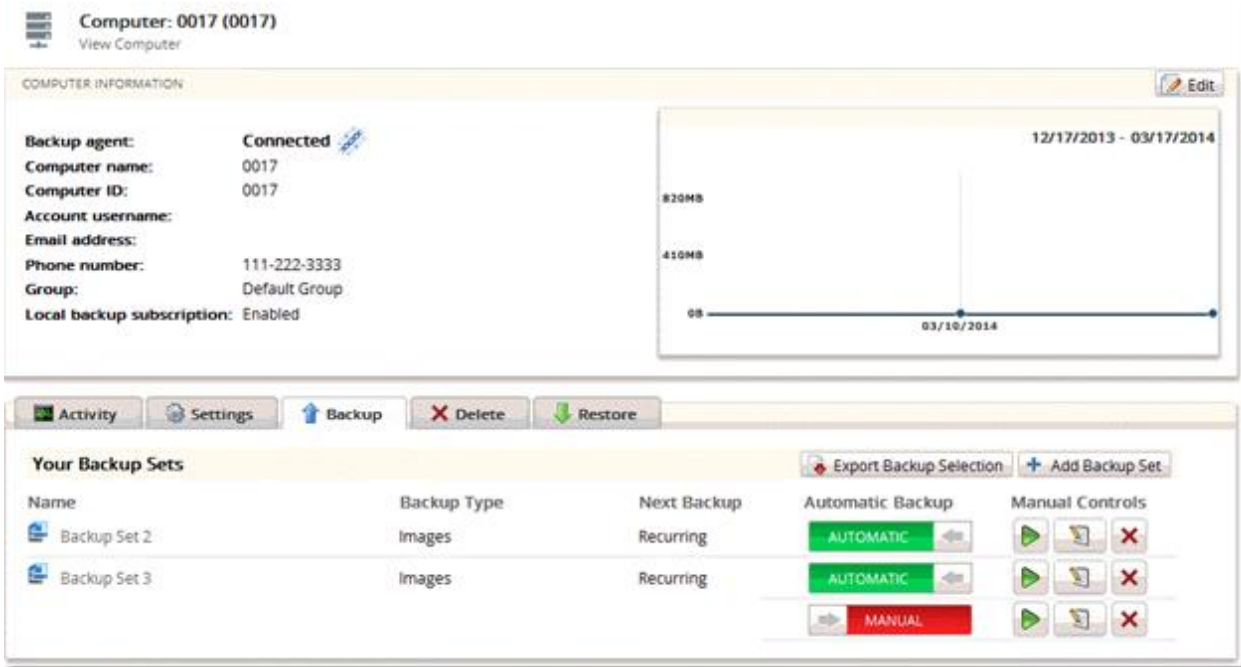 Computer: 0017 (0017)
View Computer
COMPUTER INFORMATION
Edit
Backup agent: Connected
Computer name: 0017
Computer ID: 0017
Account username:
Email address:
Phone number: 111-222-3333
Group: Default Group
Local backup subscription: Enabled
12/17/2013 - 03/17/2014
820MB
410MB
0B
03/10/2014
Activity Settings Backup Delete Restore
Your Backup Sets Export Backup Selection Add Backup Set
Name Backup Type Next Backup Automatic Backup Manual Controls
Backup Set 2 Images Recurring AUTOMATIC
Backup Set 3 Images Recurring AUTOMATIC
MANUAL